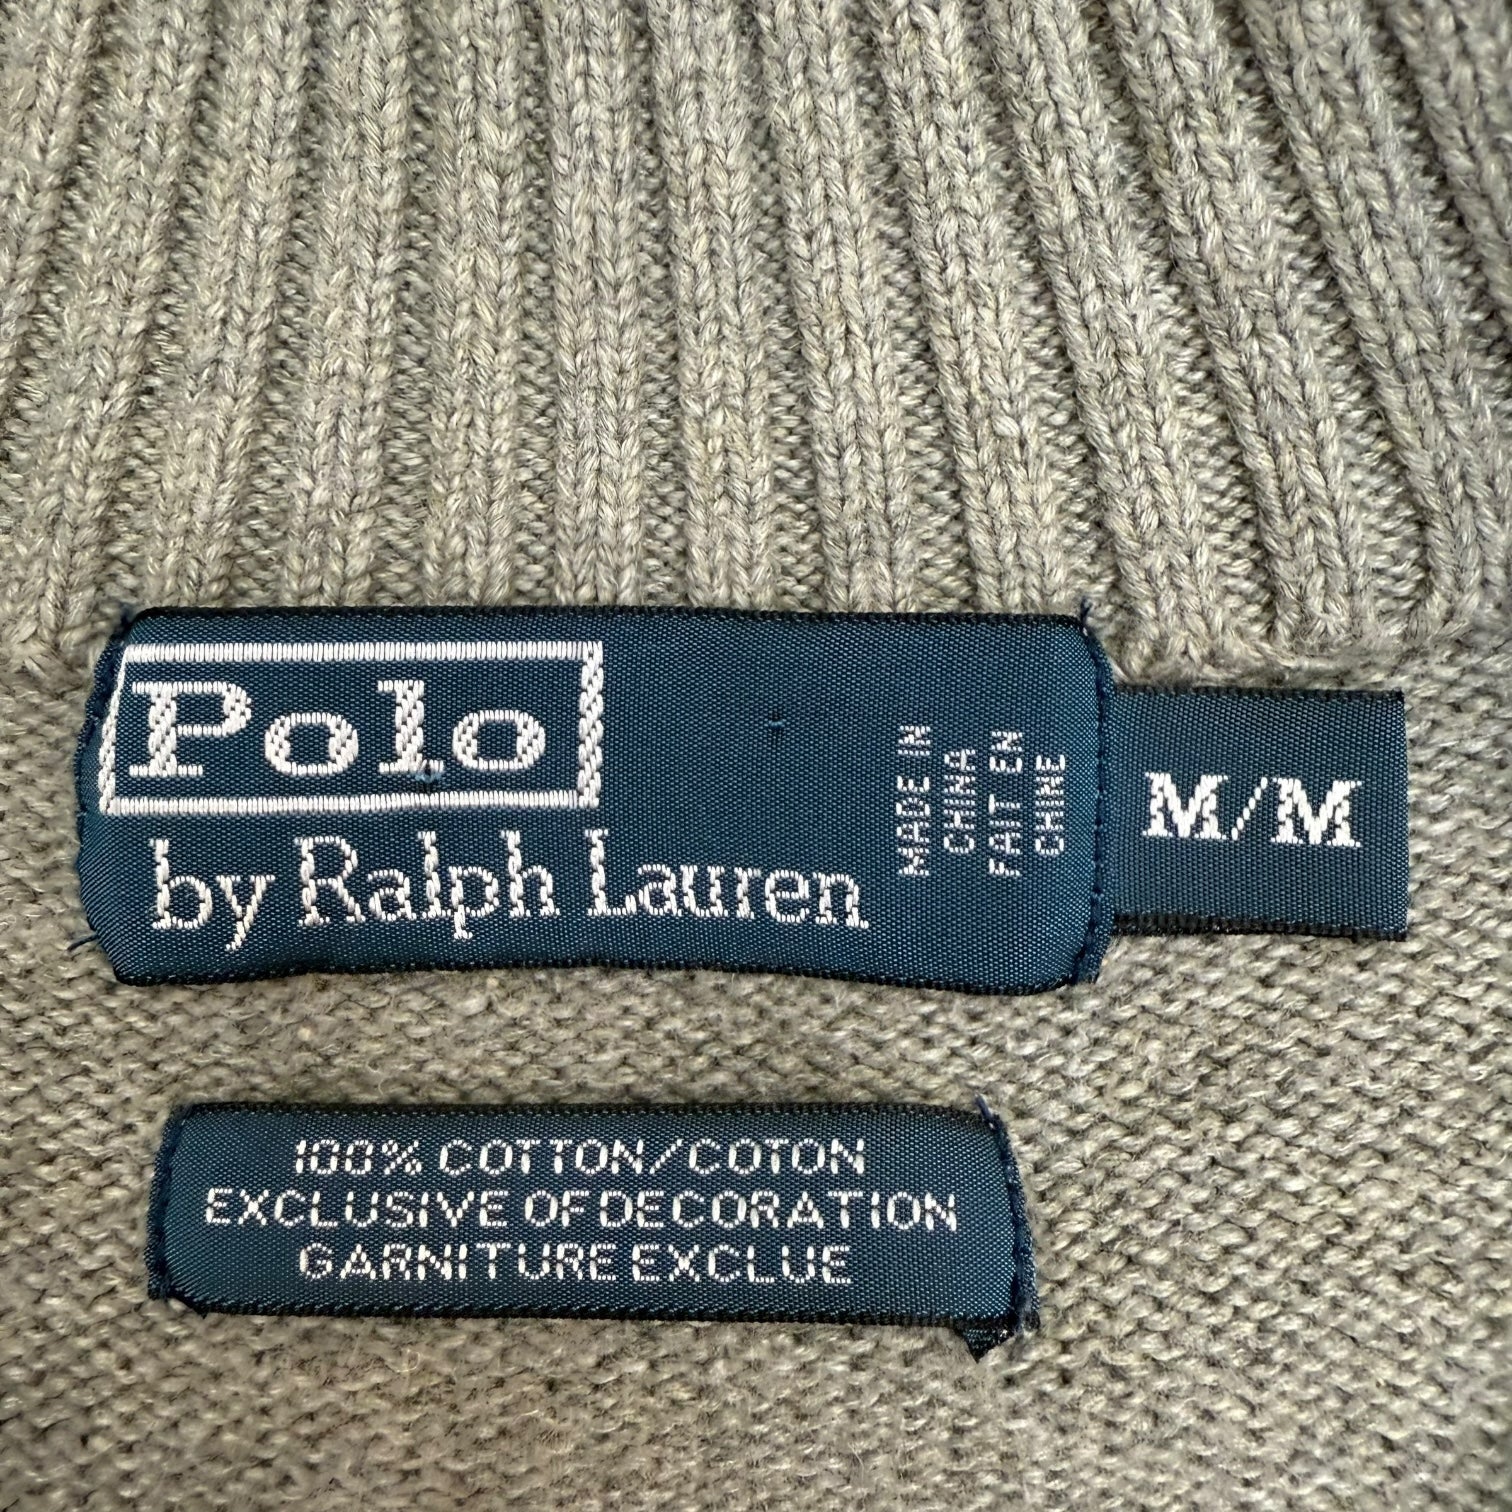 Polo
by Ralph Lauren
MADE IN
CHINA
FAIT EN
CHINE
M/M
100% COTTON/COTON
EXCLUSIVE OF DECORATION
GARNITURE EXCLUE